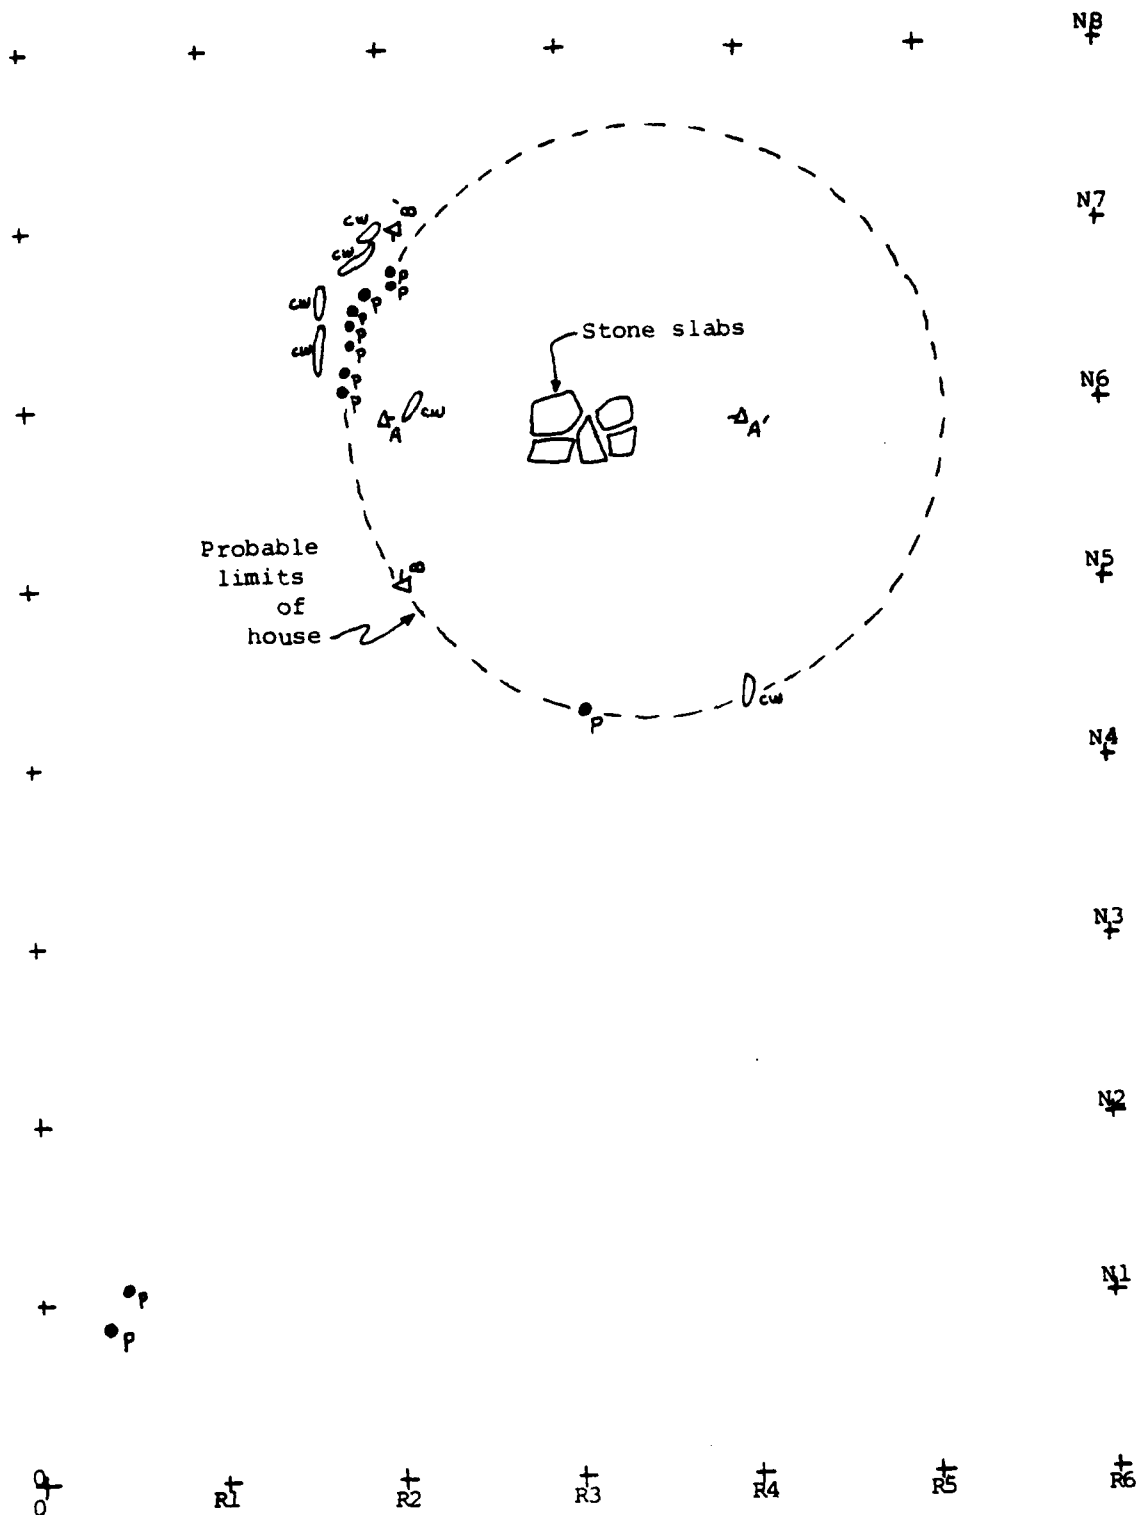 N8
N7
B'
cw
cw
P
P
cw
P
P
P
cw
P
Stone slabs
N6
P
P
cw
A
A'
Probable
limits
of
house
N5
B
cw
P
N4
N3
N2
N1
P
P
0
0
R1
R2
R3
R4
R5
R6